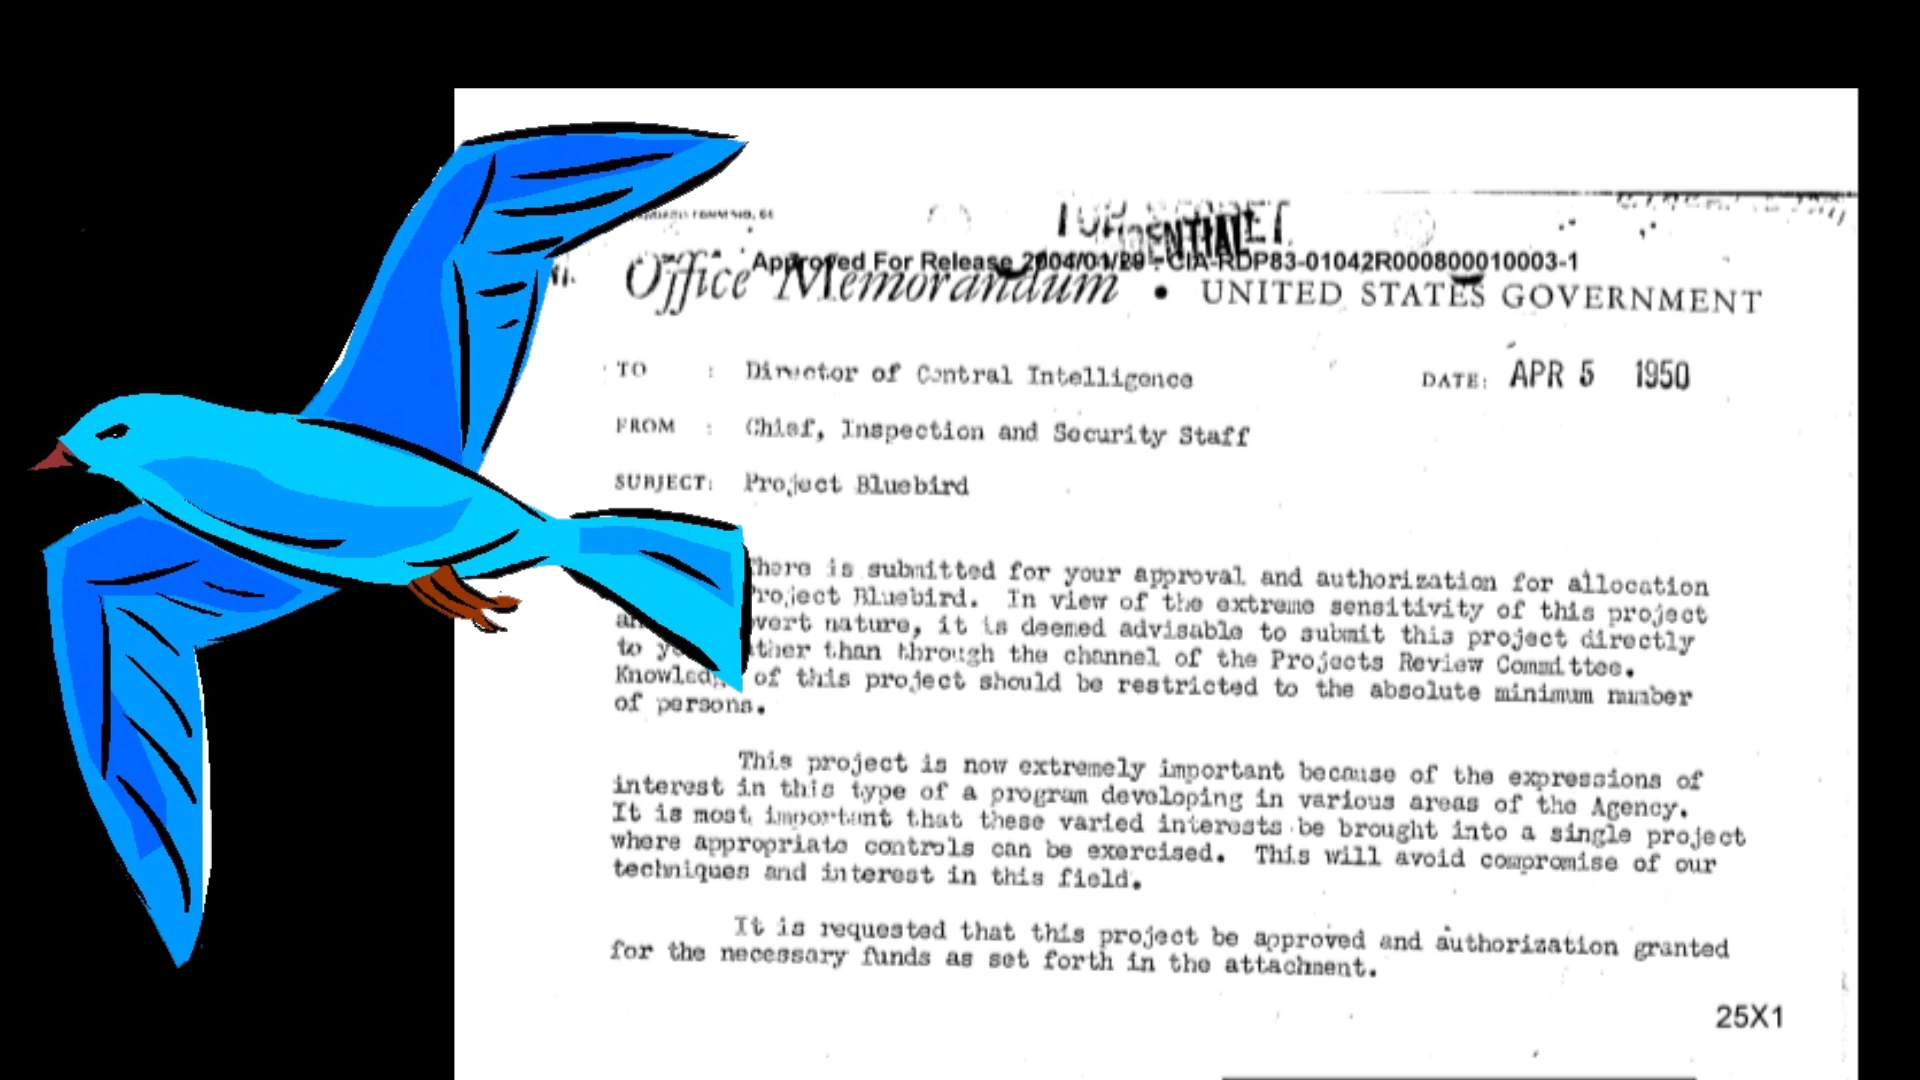 TOP SECRET
CONFIDENTIAL
Approved For Release 2004/01/29 : CIA-RDP83-01042R000800010003-1
Office Memorandum • UNITED STATES GOVERNMENT
TO : Director of Central Intelligence DATE: APR 5 1950
FROM : Chief, Inspection and Security Staff
SUBJECT: Project Bluebird
is submitted for your approval and authorization for allocation
Project Bluebird. In view of the extreme sensitivity of this project
nature, it is deemed advisable to submit this project directly
to than through the channel of the Projects Review Committee.
Knowledge of this project should be restricted to the absolute minimum number
of persons.
This project is now extremely important because of the expressions of
interest in this type of a program developing in various areas of the Agency.
It is most important that these varied interests be brought into a single project
where appropriate controls can be exercised. This will avoid compromise of our
techniques and interest in this field.
It is requested that this project be approved and authorization granted
for the necessary funds as set forth in the attachment.
25X1